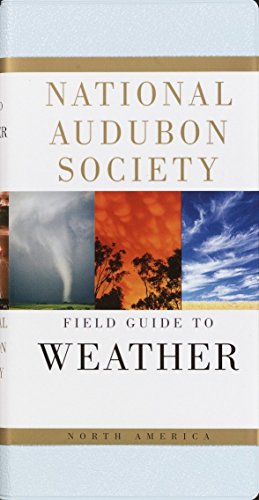 NATIONAL
AUDUBON
SOCIETY
FIELD GUIDE TO
WEATHER
NORTH AMERICA